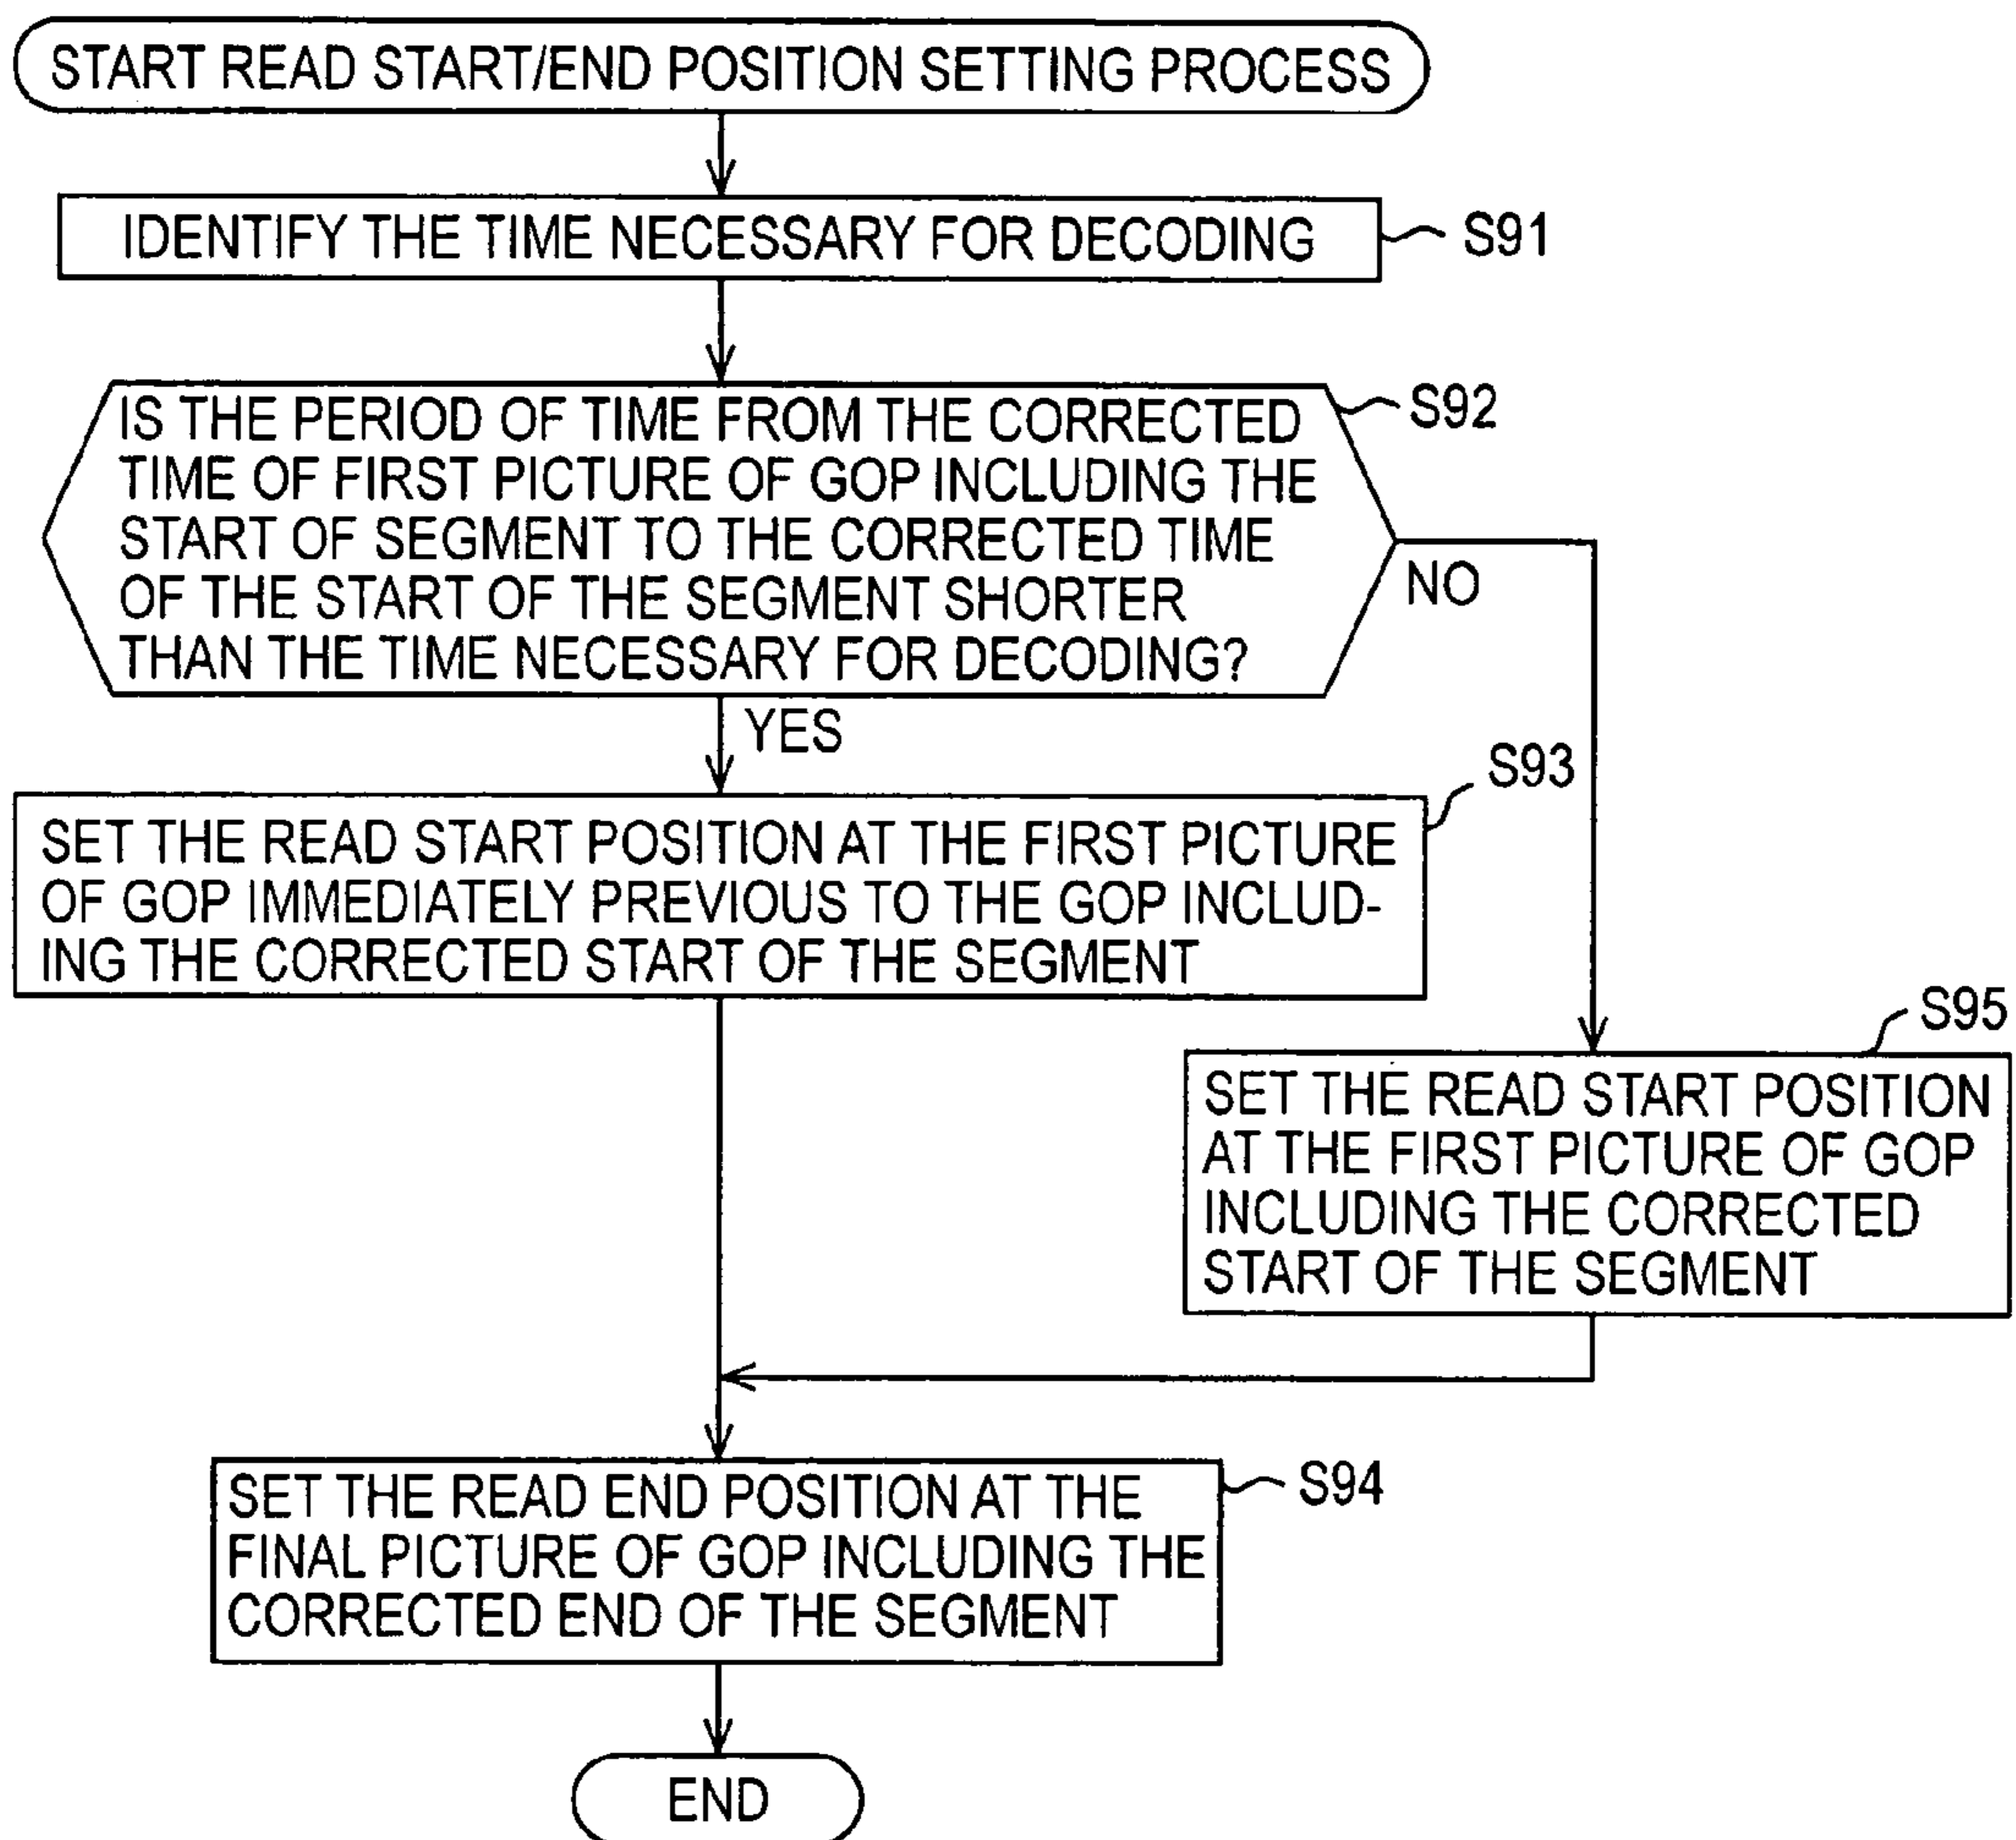 START READ START/END POSITION SETTING PROCESS
IDENTIFY THE TIME NECESSARY FOR DECODING
S91
IS THE PERIOD OF TIME FROM THE CORRECTED
TIME OF FIRST PICTURE OF GOP INCLUDING THE
START OF SEGMENT TO THE CORRECTED TIME
OF THE START OF THE SEGMENT SHORTER
THAN THE TIME NECESSARY FOR DECODING?
S92
NO
YES
S93
SET THE READ START POSITION AT THE FIRST PICTURE
OF GOP IMMEDIATELY PREVIOUS TO THE GOP INCLUD-
ING THE CORRECTED START OF THE SEGMENT
S95
SET THE READ START POSITION
AT THE FIRST PICTURE OF GOP
INCLUDING THE CORRECTED
START OF THE SEGMENT
SET THE READ END POSITION AT THE
FINAL PICTURE OF GOP INCLUDING THE
CORRECTED END OF THE SEGMENT
S94
END